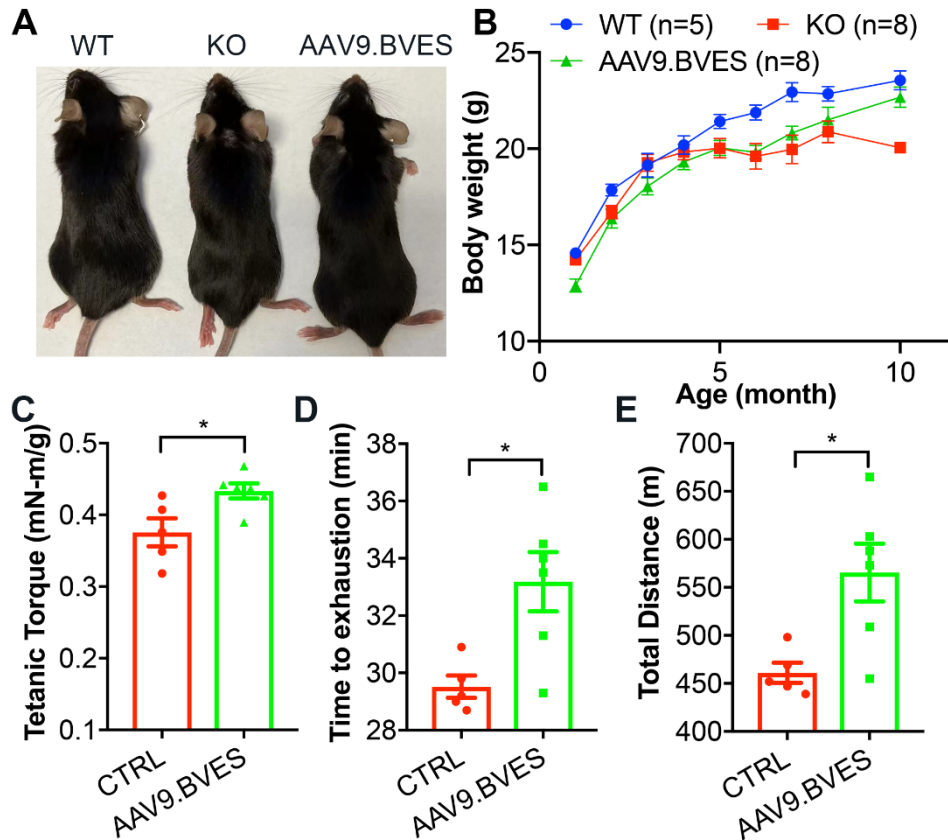 A
WT KO AAV9.BVES
B
WT (n=5) KO (n=8)
AAV9.BVES (n=8)
Body weight (g)
25
20
15
10
0 5 10
Age (month)
C
Tetanic Torque (mN-m/g)
0.5
0.4
0.3
0.2
0.1
*
CTRL
AAV9.BVES
D
Time to exhaustion (min)
38
36
34
32
30
28
*
CTRL
AAV9.BVES
E
Total Distance (m)
700
650
600
550
500
450
400
*
CTRL
AAV9.BVES